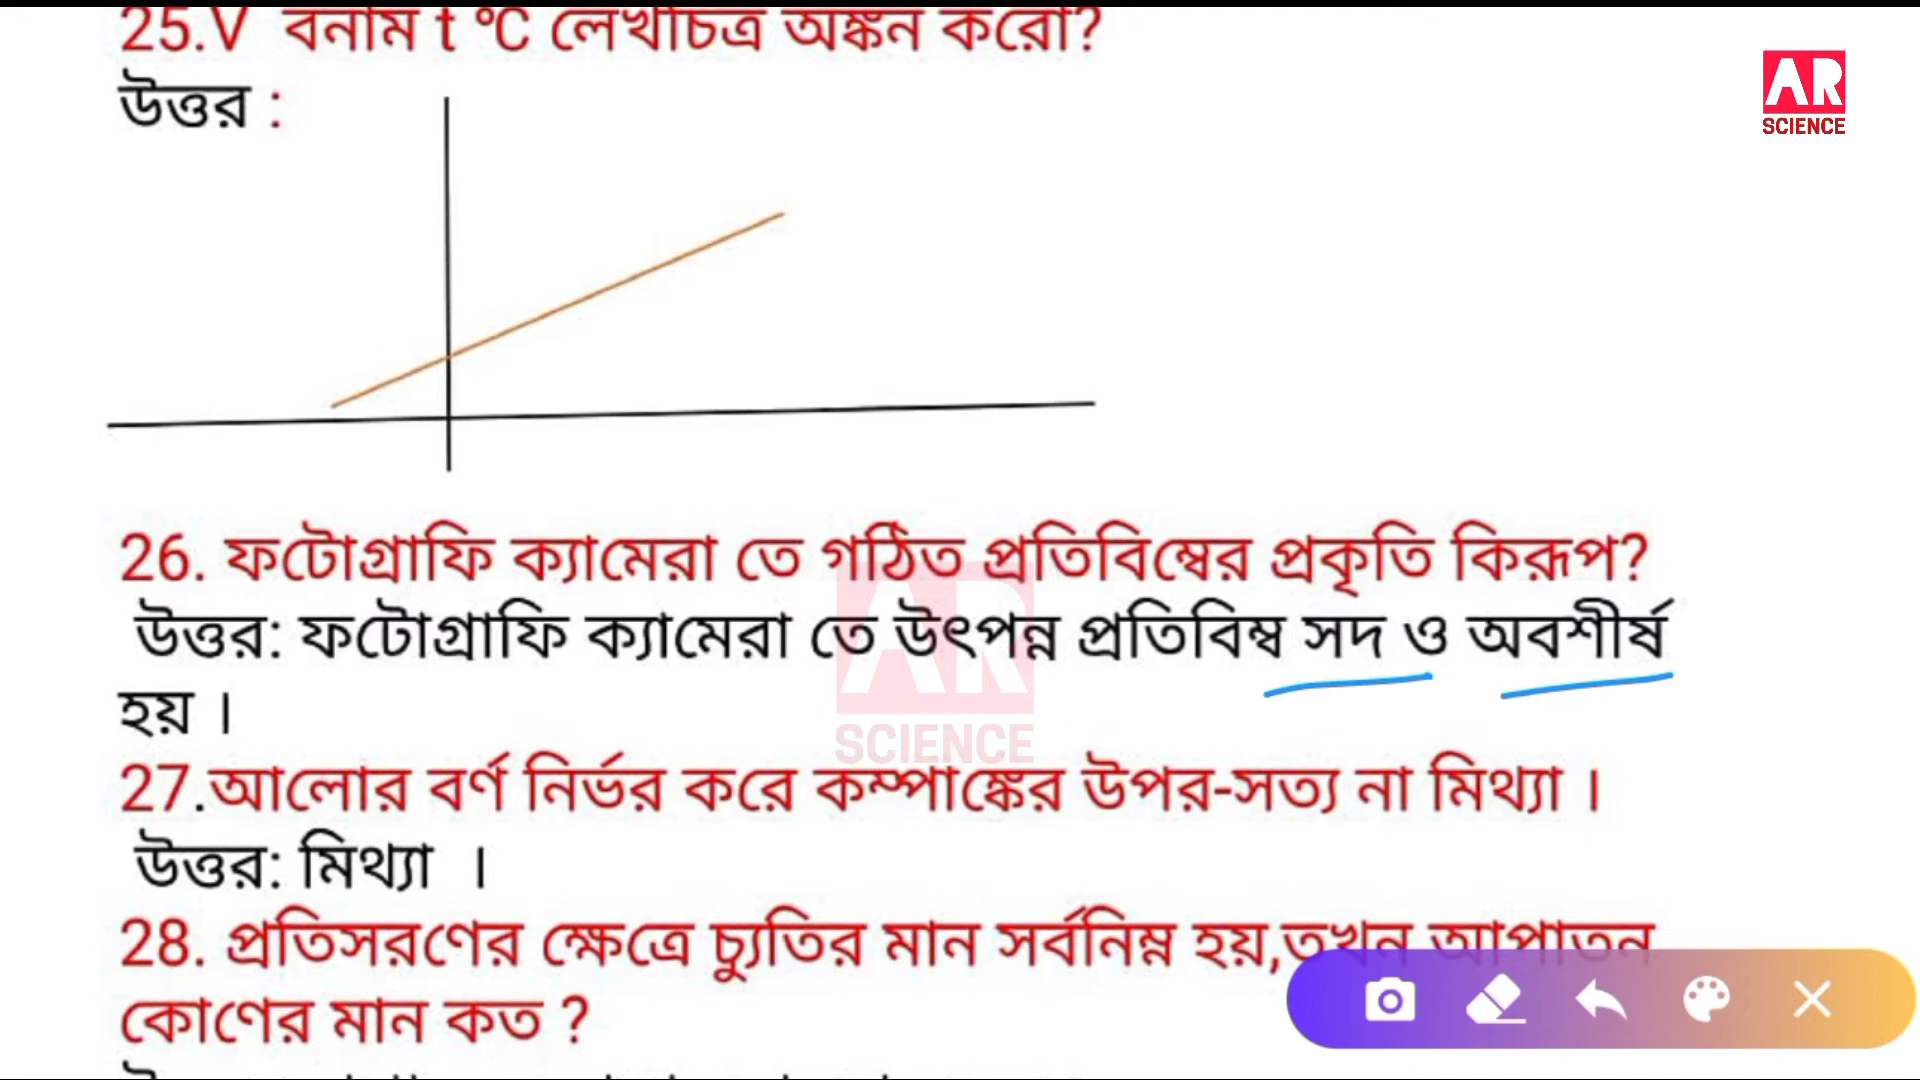 25.V বনাম t °C লেখচিত্র অঙ্কন করো?
AR
SCIENCE
উত্তর :
26. ফটোগ্রাফি ক্যামেরা তে গঠিত প্রতিবিম্বের প্রকৃতি কিরূপ?
উত্তর: ফটোগ্রাফি ক্যামেরা তে উৎপন্ন প্রতিবিম্ব সদ ও অবশীর্ষ
হয় ।
AR
SCIENCE
27.আলোর বর্ণ নির্ভর করে কম্পাঙ্কের উপর-সত্য না মিথ্যা ।
উত্তর: মিথ্যা ।
28. প্রতিসরণের ক্ষেত্রে চ্যুতির মান সর্বনিম্ন হয়,তখন আপাতন
কোণের মান কত ?